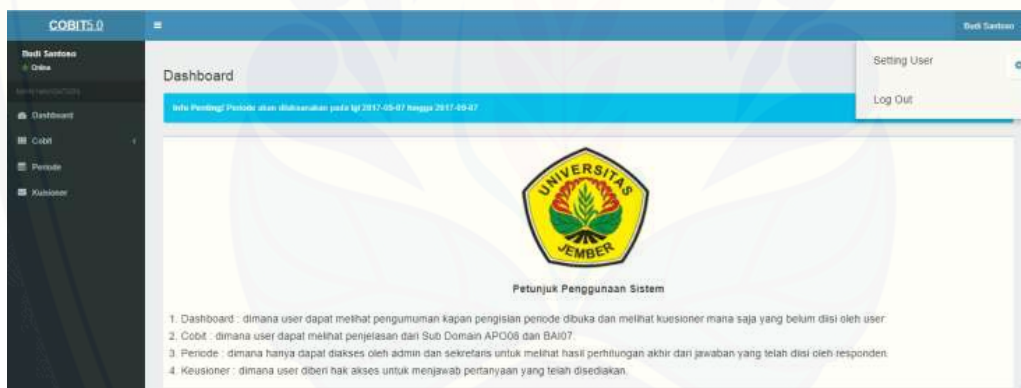 COBIT5.0
Budi Santoso
Budi Santoso
Online
Setting User
Log Out
MAIN NAVIGATION
Dashboard
Cobit
Periode
Kuisioner
Dashboard
Info Penting! Periode akan dilaksanakan pada tgl 2017-05-07 hingga 2017-09-07
UNIVERSITAS
JEMBER
Petunjuk Penggunaan Sistem
1. Dashboard : dimana user dapat melihat pengumuman kapan pengisian periode dibuka dan melihat kuesioner mana saja yang belum diisi oleh user
2. Cobit : dimana user dapat melihat penjelasan dari Sub Domain APO08 dan BAI07.
3. Periode : dimana hanya dapat diakses oleh admin dan sekretaris untuk melihat hasil perhitungan akhir dari jawaban yang telah diisi oleh responden.
4. Keusioner : dimana user diberi hak akses untuk menjawab pertanyaan yang telah disediakan.